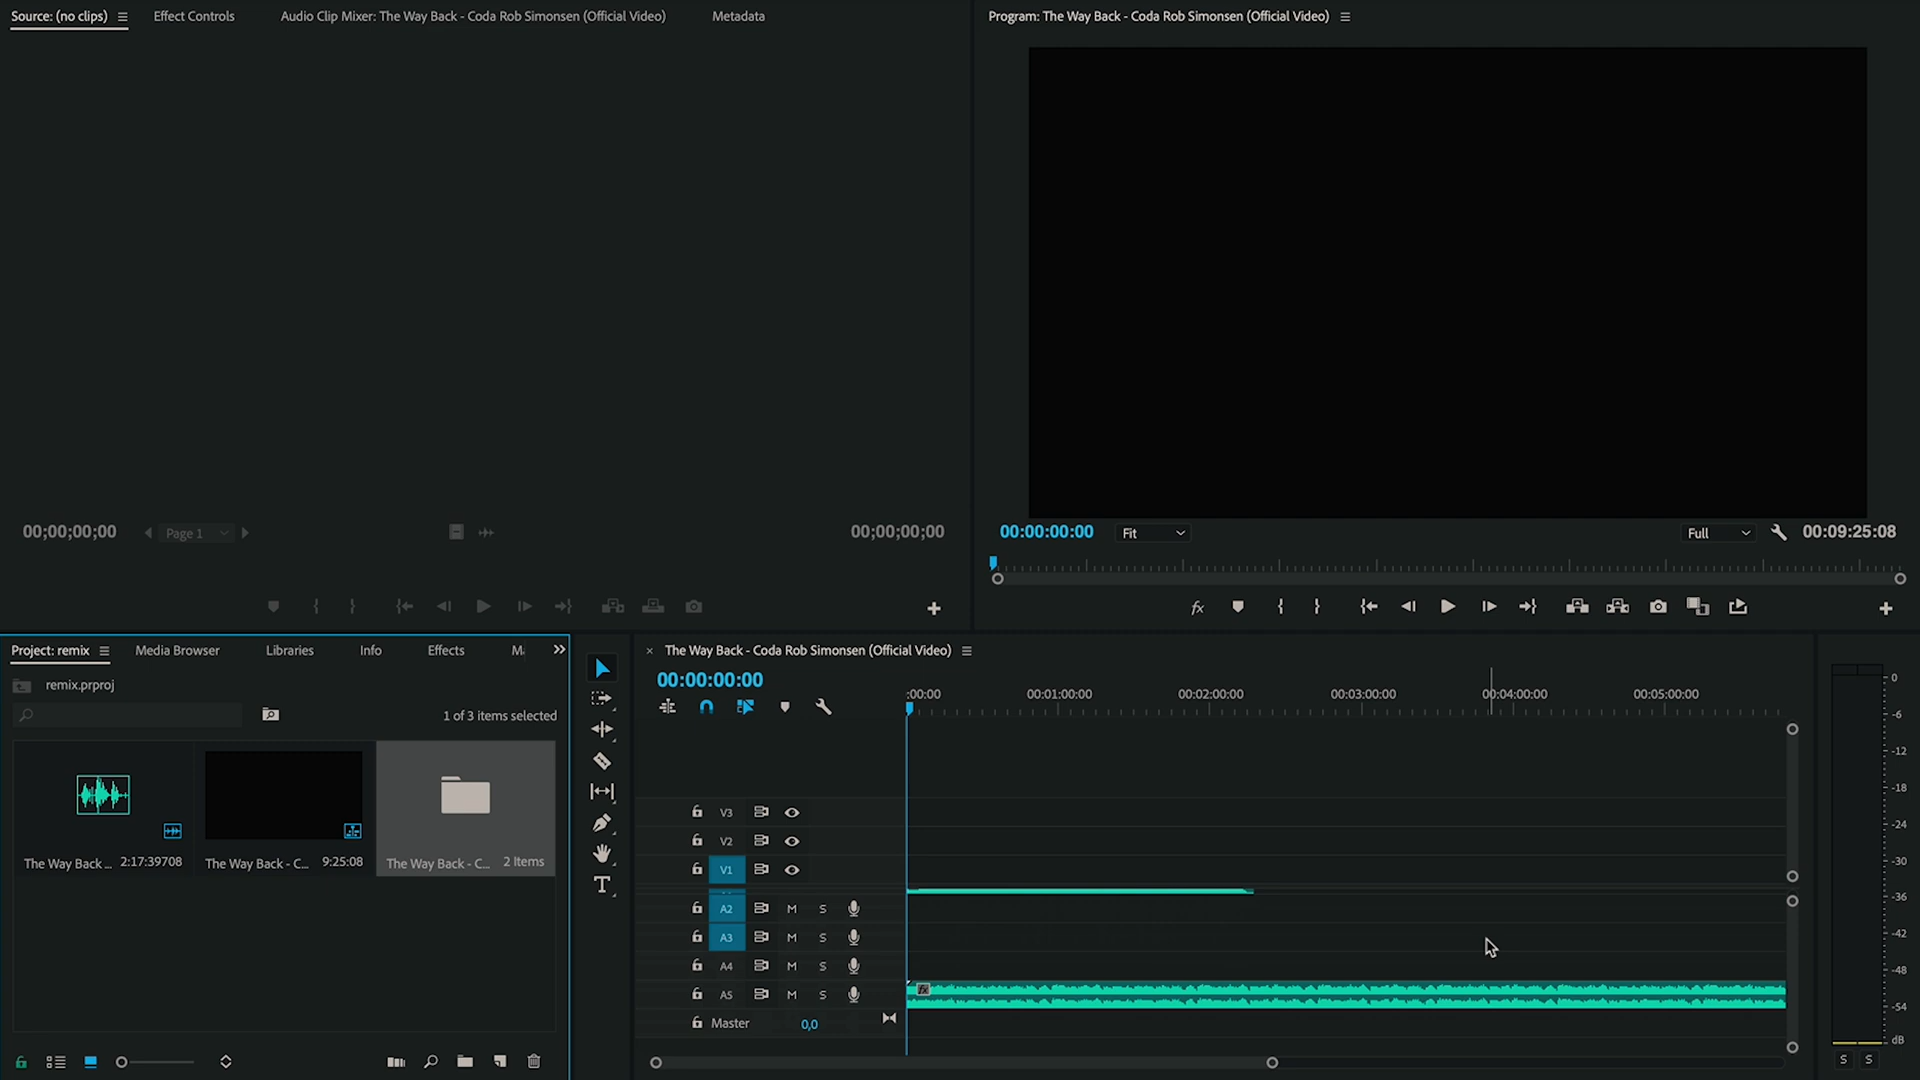 Source: (no clips)
Effect Controls
Audio Clip Mixer: The Way Back - Coda Rob Simonsen (Official Video)
Metadata
Program: The Way Back - Coda Rob Simonsen (Official Video)
00;00;00;00
Page 1
00;00;00;00
00:00:00:00
Fit
Full
00:09:25:08
fx
Project: remix
Media Browser
Libraries
Info
Effects
remix.prproj
1 of 3 items selected
The Way Back ...
2:17:39708
The Way Back - C...
9:25:08
The Way Back - C...
2 Items
The Way Back - Coda Rob Simonsen (Official Video)
00:00:00:00
:00:00
00:01:00:00
00:02:00:00
00:03:00:00
00:04:00:00
00:05:00:00
V3
V2
V1
A2 M S
A3 M S
A4 M S
A5 M S
fx
Master
0,0
0
-6
-12
-18
-24
-30
-36
-42
-48
-54
dB
S S